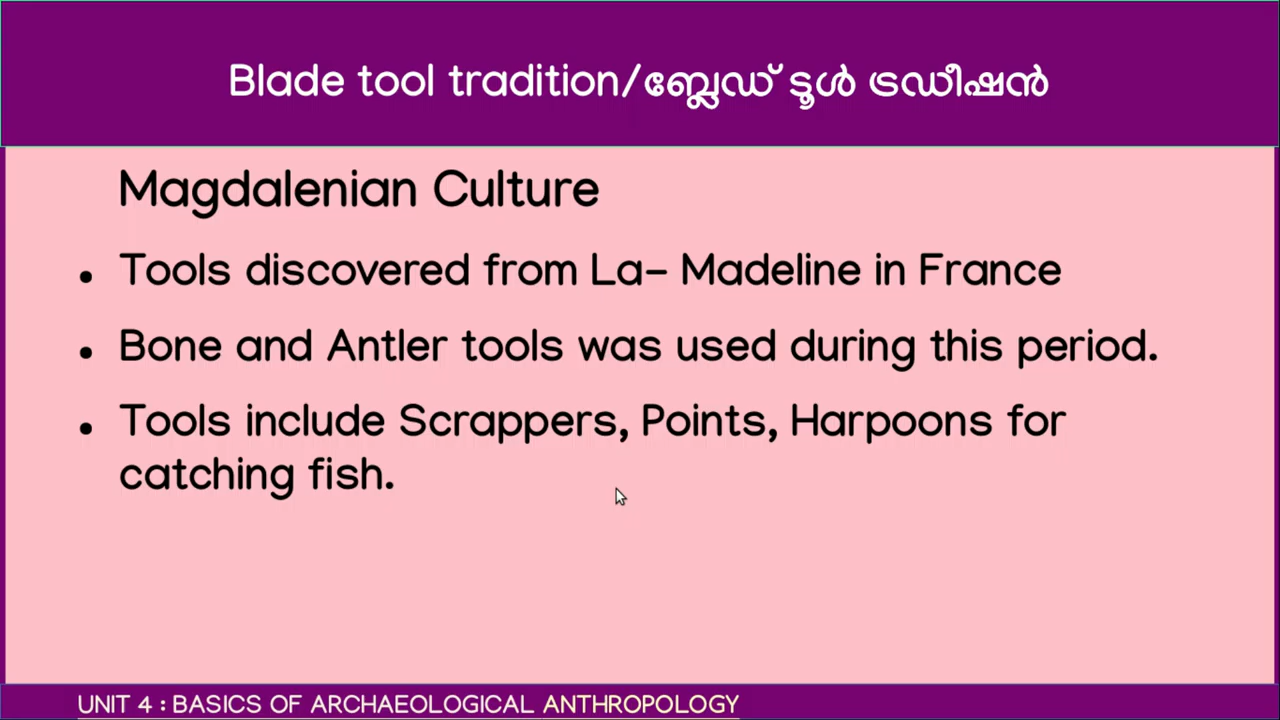 Blade tool tradition/ബ്ലേഡ് ടൂൾ ട്രഡീഷൻ
Magdalenian Culture
• Tools discovered from La– Madeline in France
• Bone and Antler tools was used during this period.
• Tools include Scrappers, Points, Harpoons for
catching fish.
UNIT 4 : BASICS OF ARCHAEOLOGICAL ANTHROPOLOGY